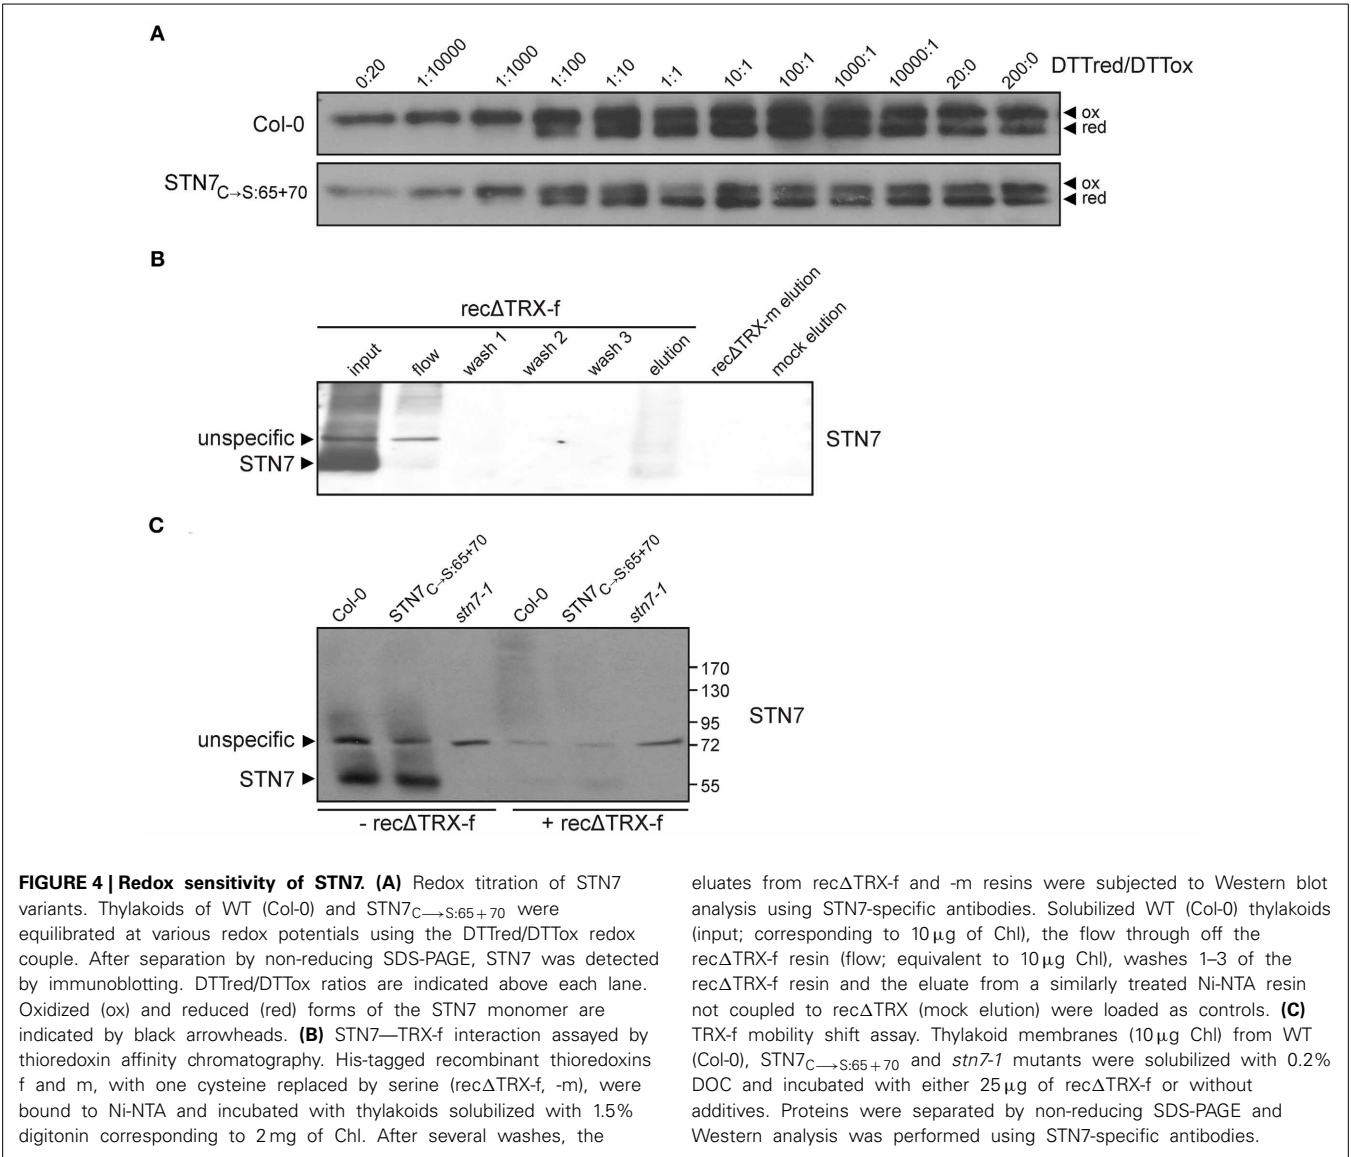 A
0:20 1:10000 1:1000 1:100 1:10 1:1 10:1 100:1 1000:1 10000:1 20:0 200:0 DTTred/DTTox
Col-0 ◄ ox
◄ red
STN7C→S:65+70 ◄ ox
◄ red
B
recΔTRX-f
input flow wash 1 wash 2 wash 3 elution recΔTRX-m elution mock elution
unspecific ► STN7
STN7 ►
C
Col-0 STN7C→S:65+70 stn7-1 Col-0 STN7C→S:65+70 stn7-1
170
130
95 STN7
unspecific ► 72
STN7 ► 55
- recΔTRX-f + recΔTRX-f
FIGURE 4 | Redox sensitivity of STN7. (A) Redox titration of STN7
variants. Thylakoids of WT (Col-0) and STN7C→S:65+70 were
equilibrated at various redox potentials using the DTTred/DTTox redox
couple. After separation by non-reducing SDS-PAGE, STN7 was detected
by immunoblotting. DTTred/DTTox ratios are indicated above each lane.
Oxidized (ox) and reduced (red) forms of the STN7 monomer are
indicated by black arrowheads. (B) STN7—TRX-f interaction assayed by
thioredoxin affinity chromatography. His-tagged recombinant thioredoxins
f and m, with one cysteine replaced by serine (recΔTRX-f, -m), were
bound to Ni-NTA and incubated with thylakoids solubilized with 1.5%
digitonin corresponding to 2 mg of Chl. After several washes, the
eluates from recΔTRX-f and -m resins were subjected to Western blot
analysis using STN7-specific antibodies. Solubilized WT (Col-0) thylakoids
(input; corresponding to 10 μg of Chl), the flow through off the
recΔTRX-f resin (flow; equivalent to 10 μg Chl), washes 1–3 of the
recΔTRX-f resin and the eluate from a similarly treated Ni-NTA resin
not coupled to recΔTRX (mock elution) were loaded as controls. (C)
TRX-f mobility shift assay. Thylakoid membranes (10 μg Chl) from WT
(Col-0), STN7C→S:65+70 and stn7-1 mutants were solubilized with 0.2%
DOC and incubated with either 25 μg of recΔTRX-f or without
additives. Proteins were separated by non-reducing SDS-PAGE and
Western analysis was performed using STN7-specific antibodies.